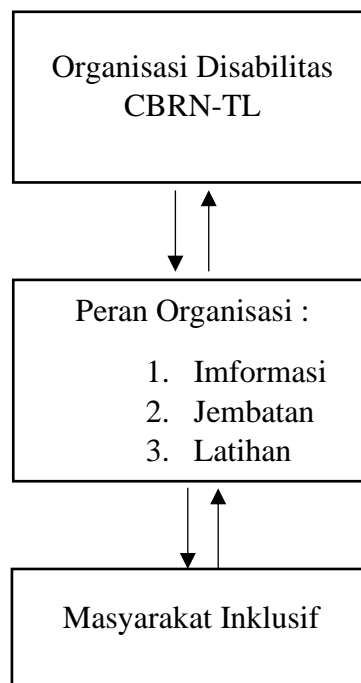 Organisasi Disabilitas
CBRN-TL
Peran Organisasi :
1. Imformasi
2. Jembatan
3. Latihan
Masyarakat Inklusif